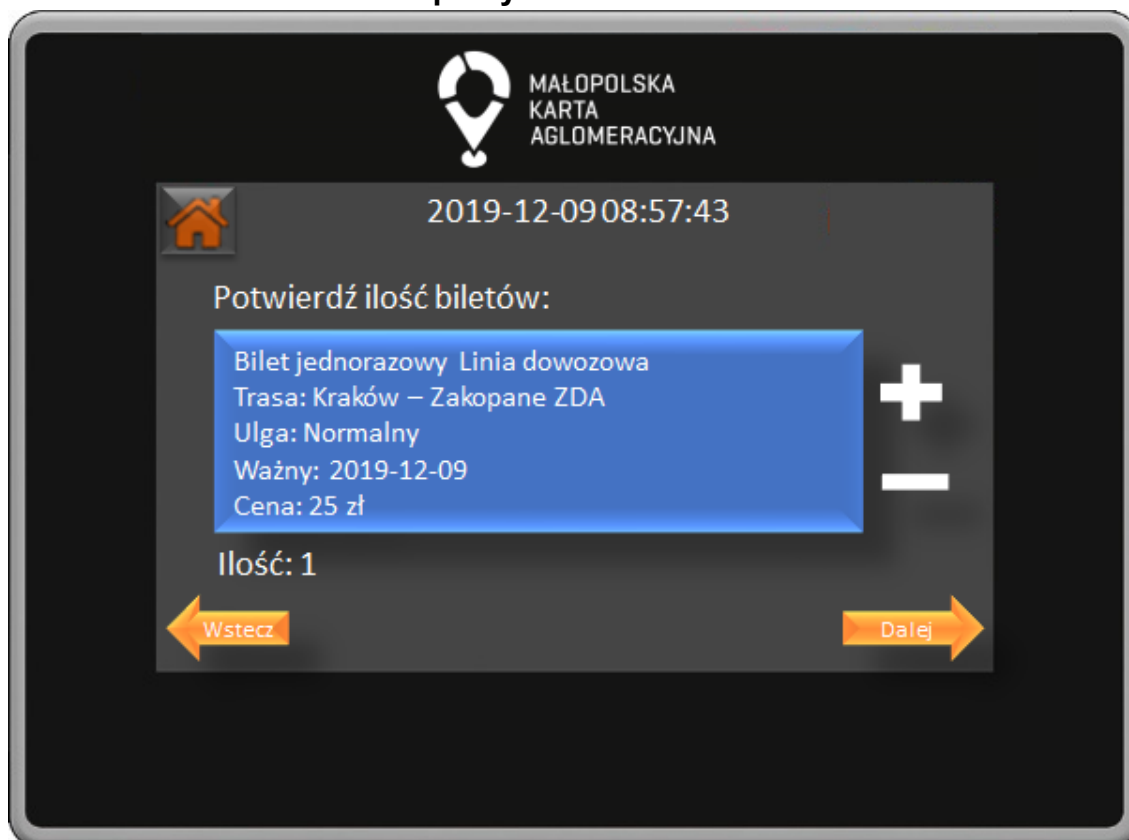 MAŁOPOLSKA
KARTA
AGLOMERACYJNA
2019-12-09 08:57:43
Potwierdź ilość biletów:
Bilet jednorazowy Linia dowozowa
Trasa: Kraków – Zakopane ZDA
Ulga: Normalny
Ważny: 2019-12-09
Cena: 25 zł
Ilość: 1
Wstecz
Dalej